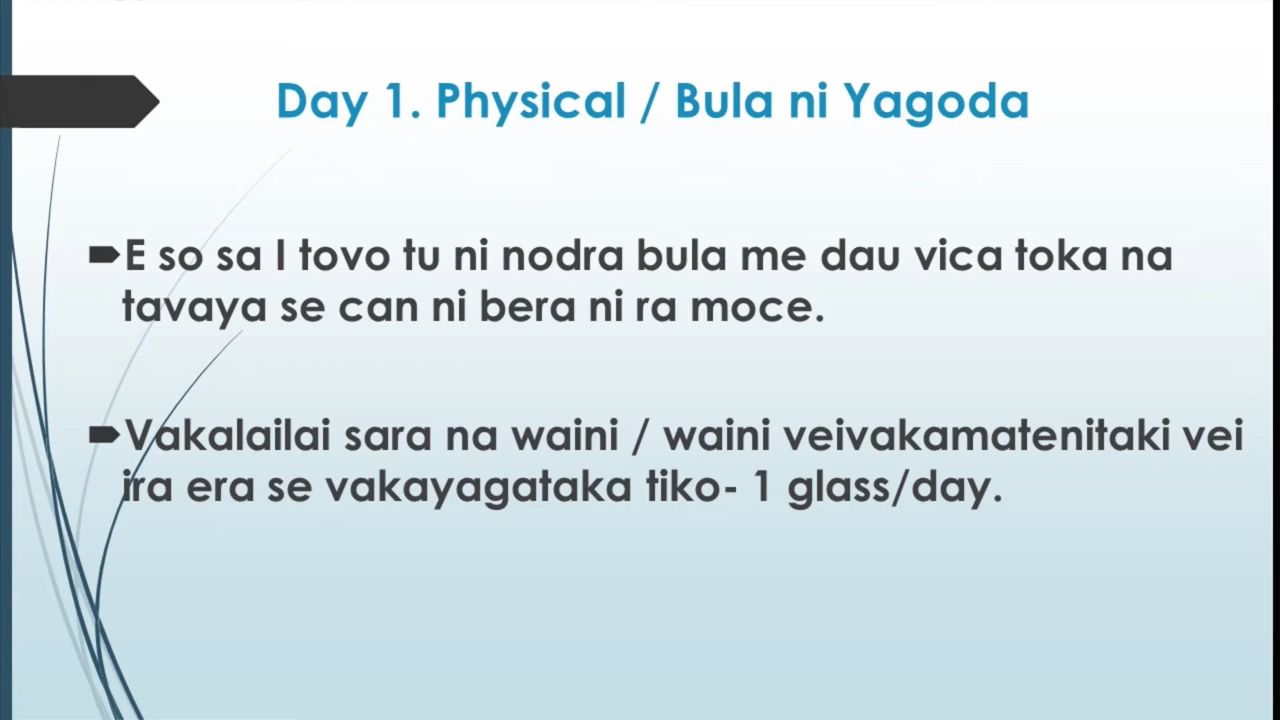 Day 1. Physical / Bula ni Yagoda
E so sa I tovo tu ni nodra bula me dau vica toka na
tavaya se can ni bera ni ra moce.
Vakalailai sara na waini / waini veivakamatenitaki vei
ira era se vakayagataka tiko- 1 glass/day.